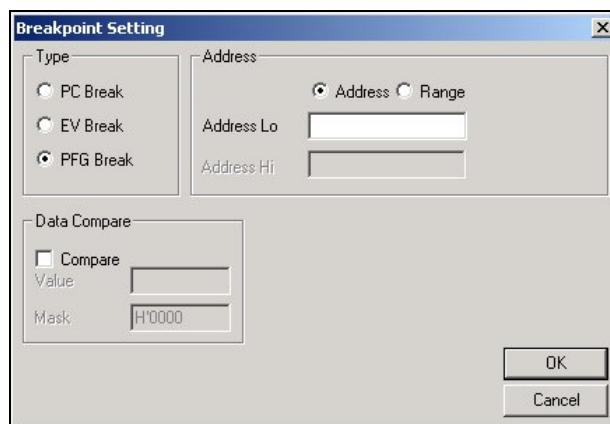 Breakpoint Setting
Type
PC Break
EV Break
PFG Break
Address
Address Range
Address Lo
Address Hi
Data Compare
Compare
Value
Mask H'0000
OK
Cancel